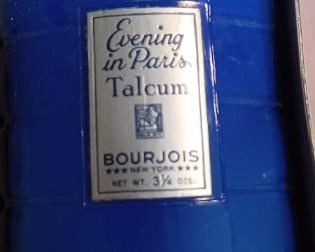 Evening
in Paris
Talcum
BOURJOIS
★★★ NEW YORK ★★★
NET WT. 3¼ OZS.